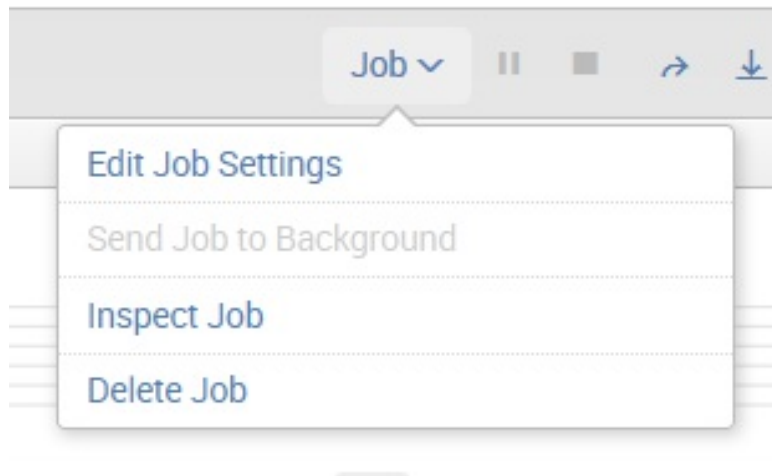 Job
Edit Job Settings
Send Job to Background
Inspect Job
Delete Job